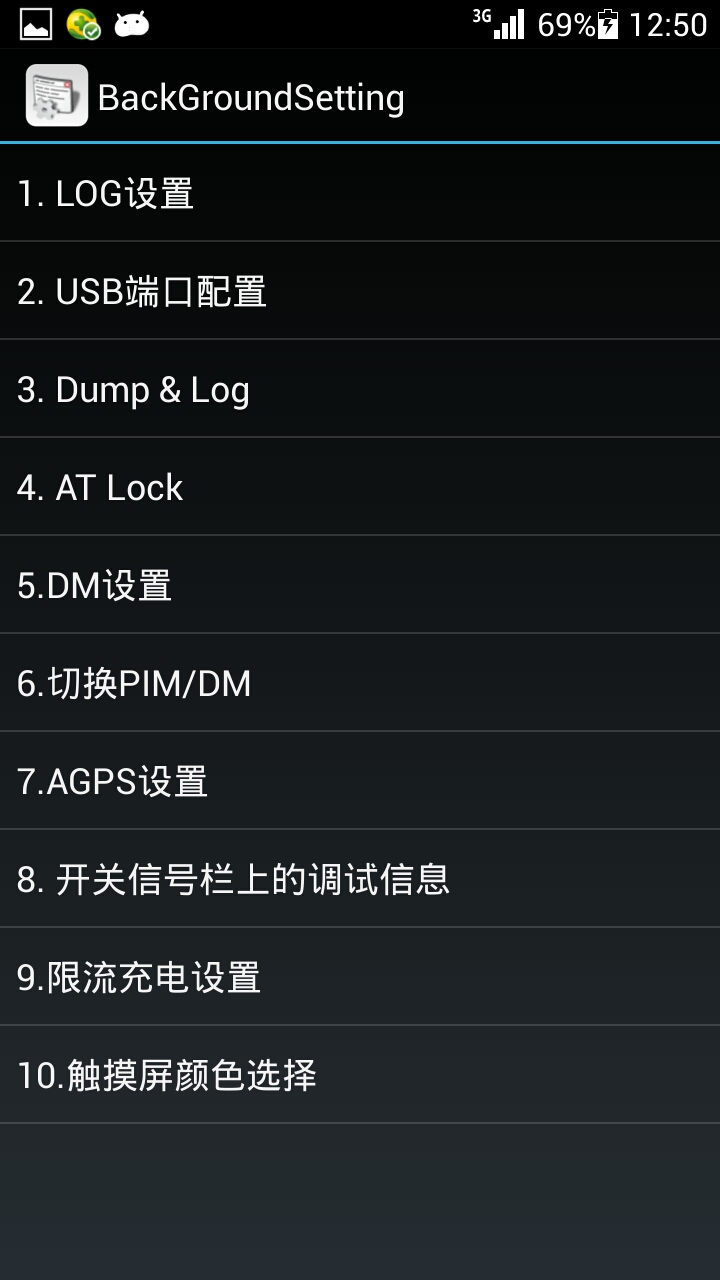 3G 69% 12:50
BackGroundSetting
1. LOG设置
2. USB端口配置
3. Dump & Log
4. AT Lock
5.DM设置
6.切换PIM/DM
7.AGPS设置
8. 开关信号栏上的调试信息
9.限流充电设置
10.触摸屏颜色选择